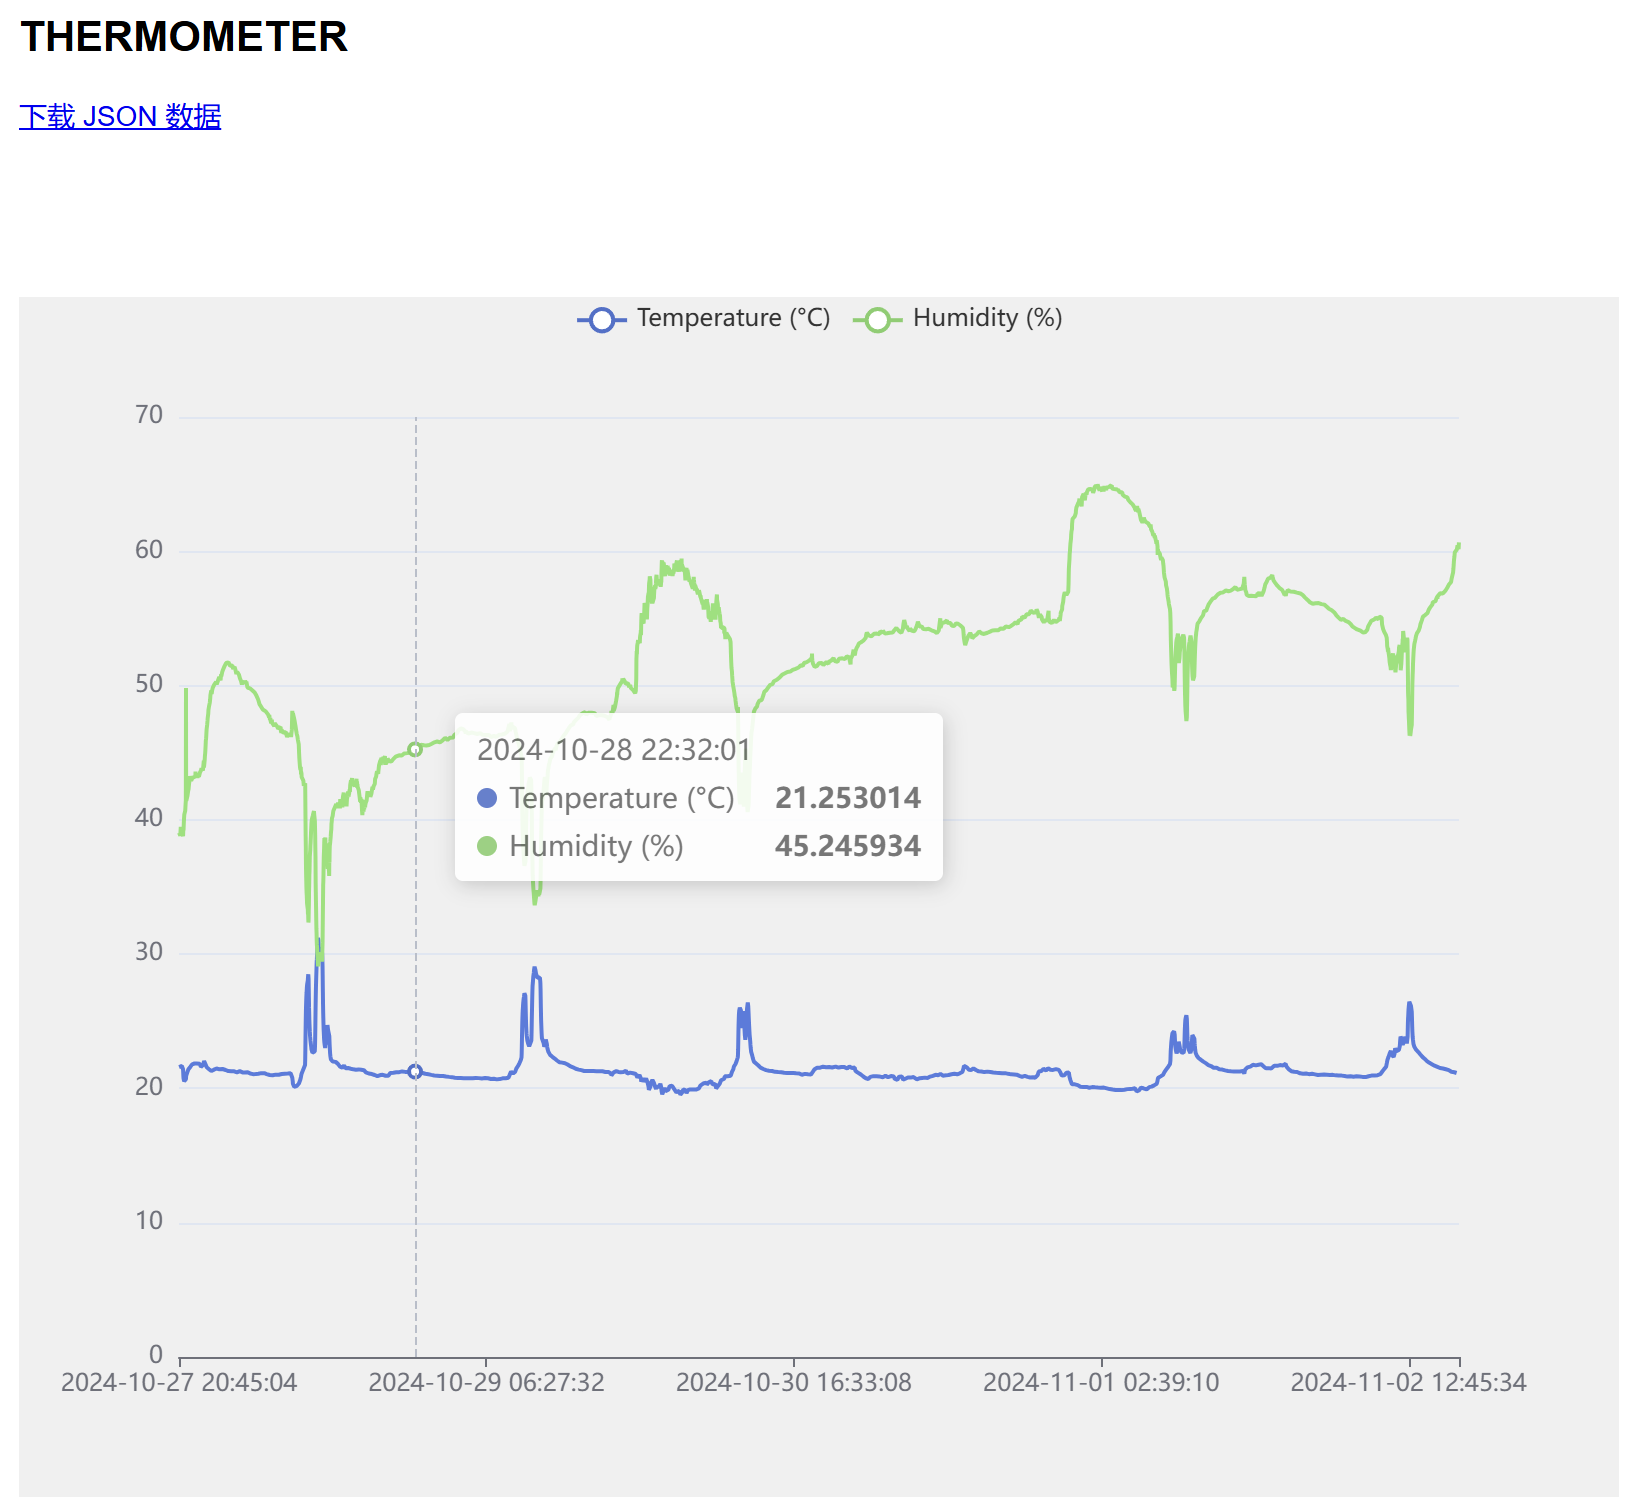 THERMOMETER
下载 JSON 数据
Temperature (°C) Humidity (%)
70
60
50
2024-10-28 22:32:01
Temperature (°C) 21.253014
40
Humidity (%) 45.245934
30
20
10
0
2024-10-27 20:45:04 2024-10-29 06:27:32 2024-10-30 16:33:08 2024-11-01 02:39:10 2024-11-02 12:45:34